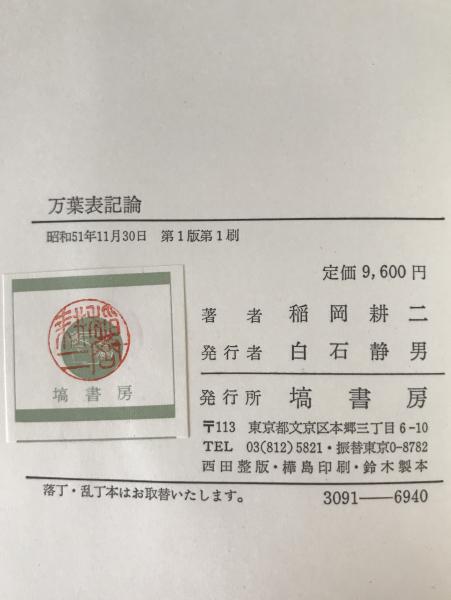 万葉表記論
昭和51年11月30日 第1版第1刷
定価 9,600円
著者 稲岡耕二
発行者 白石静男
発行所 塙書房
〒113 東京都文京区本郷三丁目6-10
TEL 03(812)5821・振替東京0-8782
西田整版・樺島印刷・鈴木製本
落丁・乱丁本はお取替いたします。
3091―6940
塙書房